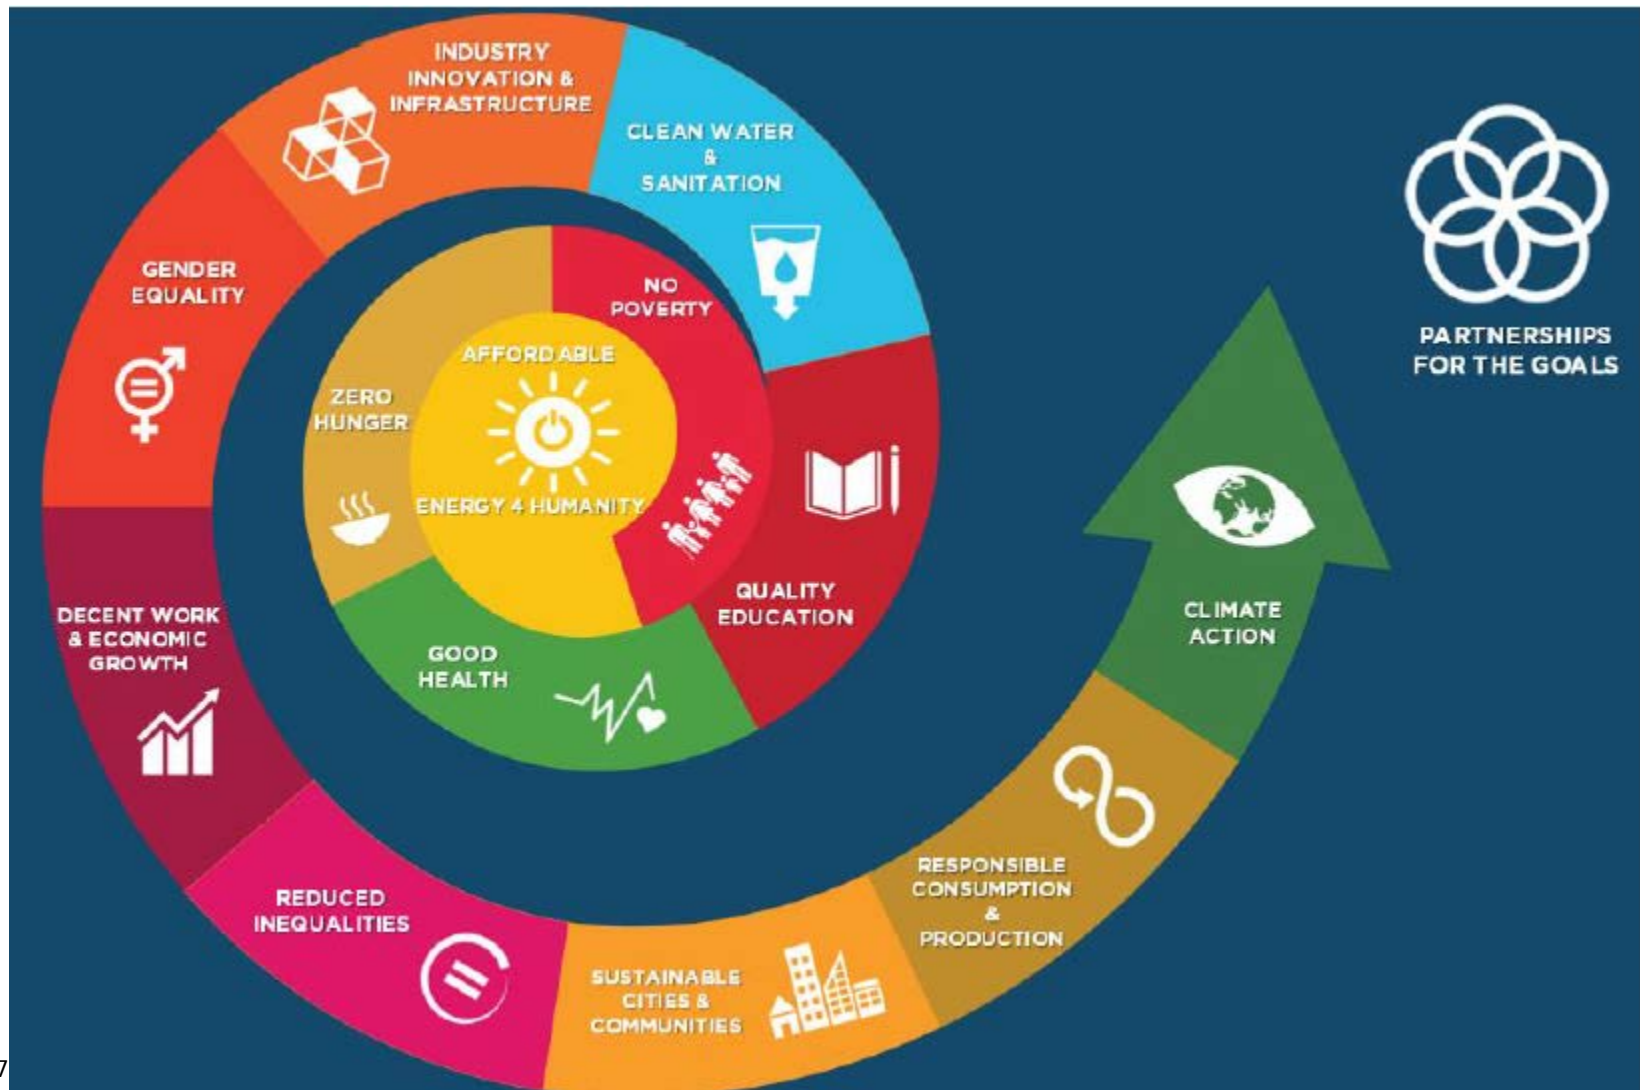 INDUSTRY
INNOVATION &
INFRASTRUCTURE
CLEAN WATER
&
SANITATION
GENDER
EQUALITY
NO
POVERTY
AFFORDABLE
ENERGY 4 HUMANITY
ZERO
HUNGER
PARTNERSHIPS
FOR THE GOALS
QUALITY
EDUCATION
GOOD
HEALTH
DECENT WORK
& ECONOMIC
GROWTH
CLIMATE
ACTION
REDUCED
INEQUALITIES
RESPONSIBLE
CONSUMPTION
&
PRODUCTION
SUSTAINABLE
CITIES &
COMMUNITIES
7